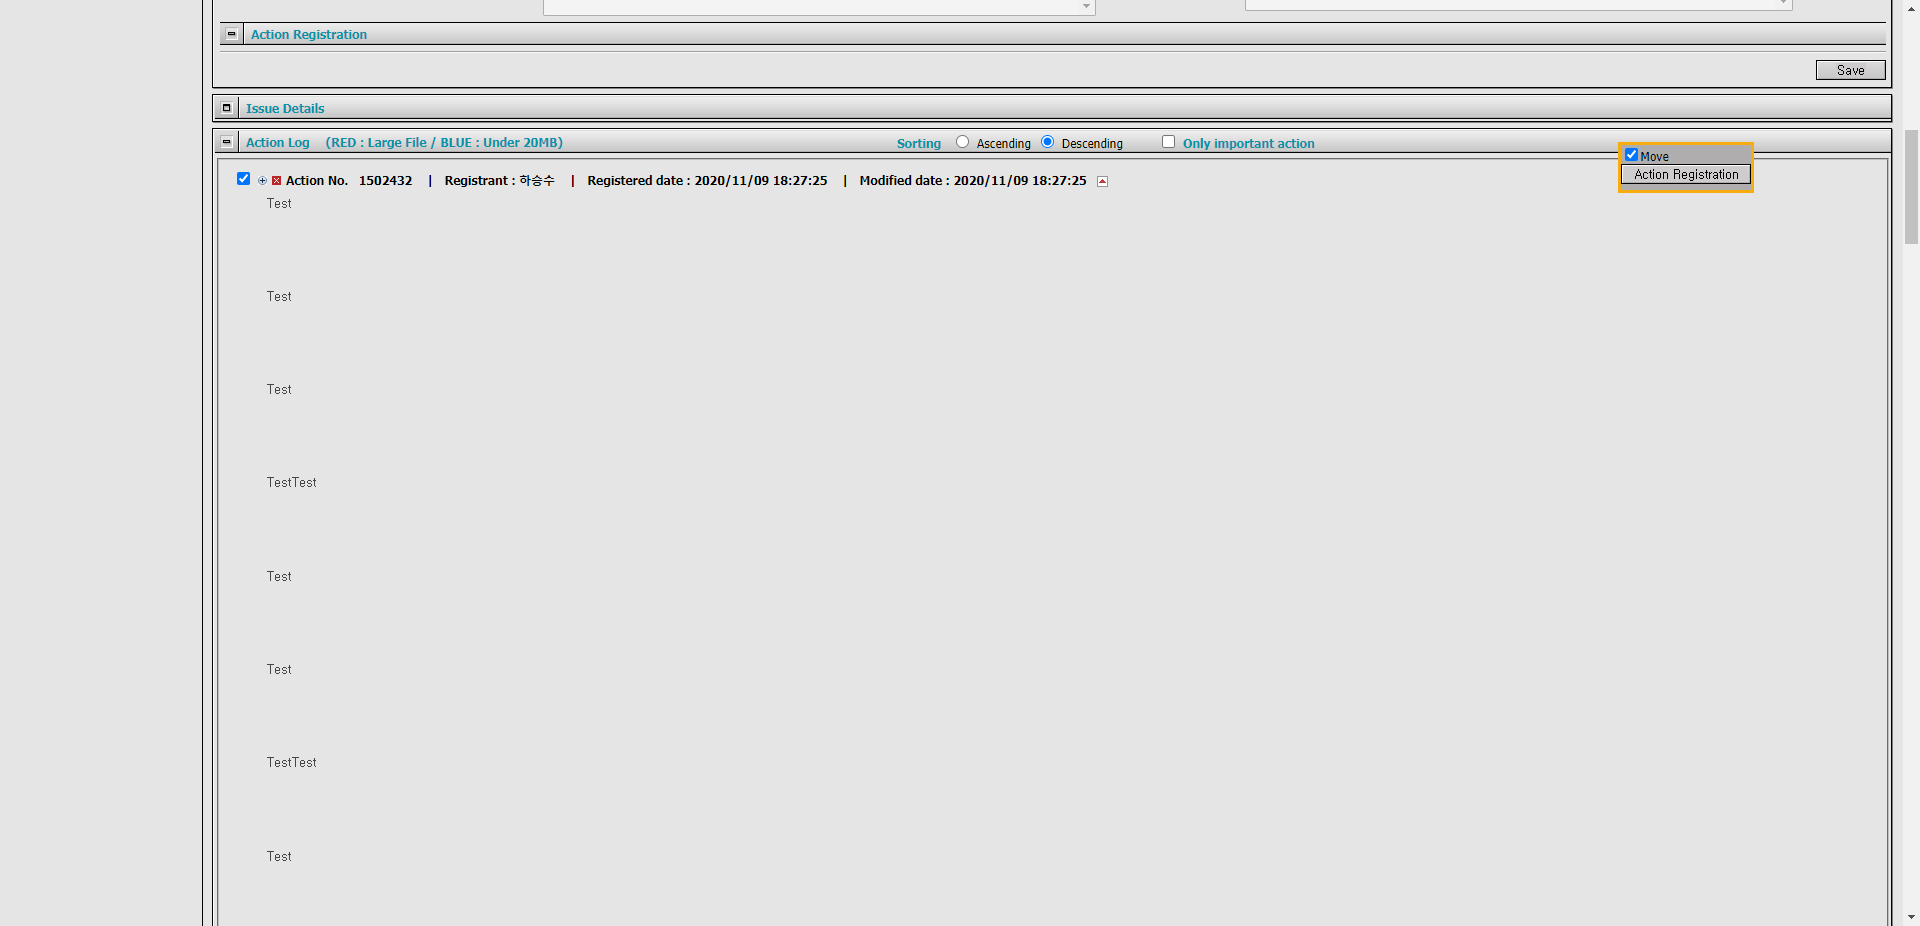 Action Registration
Save
Issue Details
Action Log (RED : Large File / BLUE : Under 20MB) Sorting Ascending Descending Only important action
Move
Action Registration
Action No. 1502432 | Registrant : 하승수 | Registered date : 2020/11/09 18:27:25 | Modified date : 2020/11/09 18:27:25
Test
Test
Test
TestTest
Test
Test
TestTest
Test